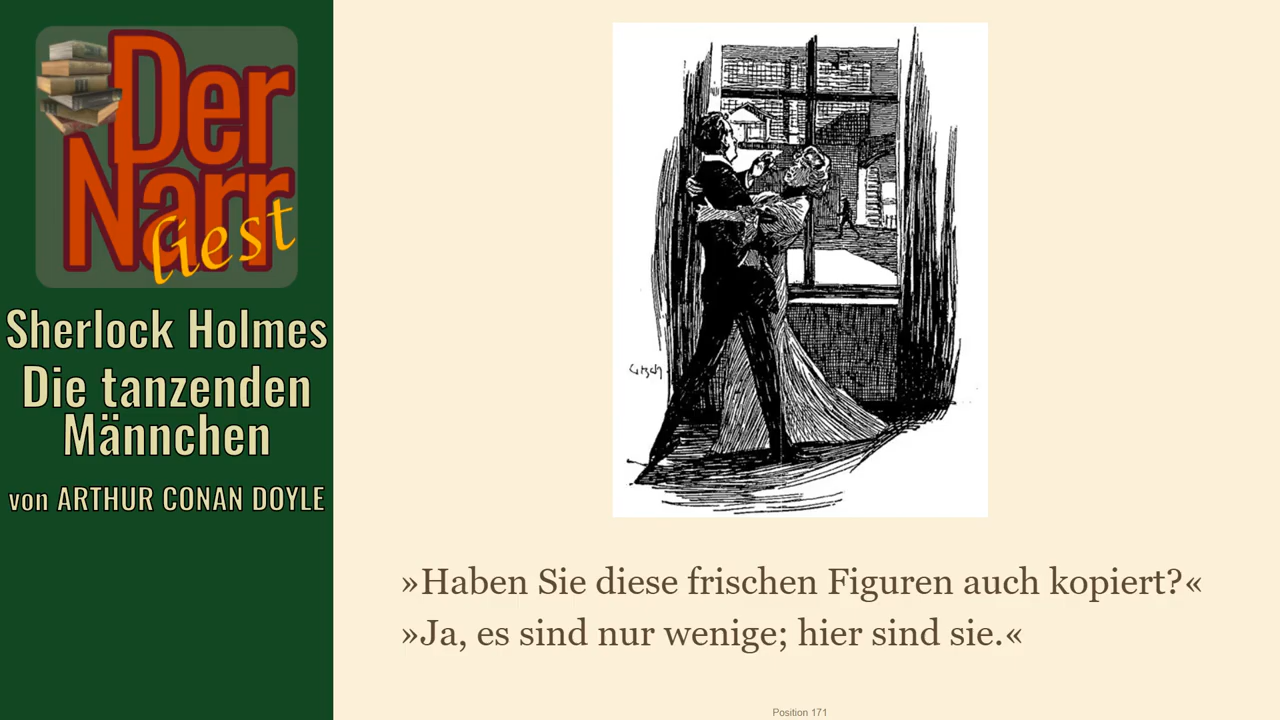 Der
Narr
liest
Sherlock Holmes
Die tanzenden
Männchen
von ARTHUR CONAN DOYLE
»Haben Sie diese frischen Figuren auch kopiert?«
»Ja, es sind nur wenige; hier sind sie.«
Position 171